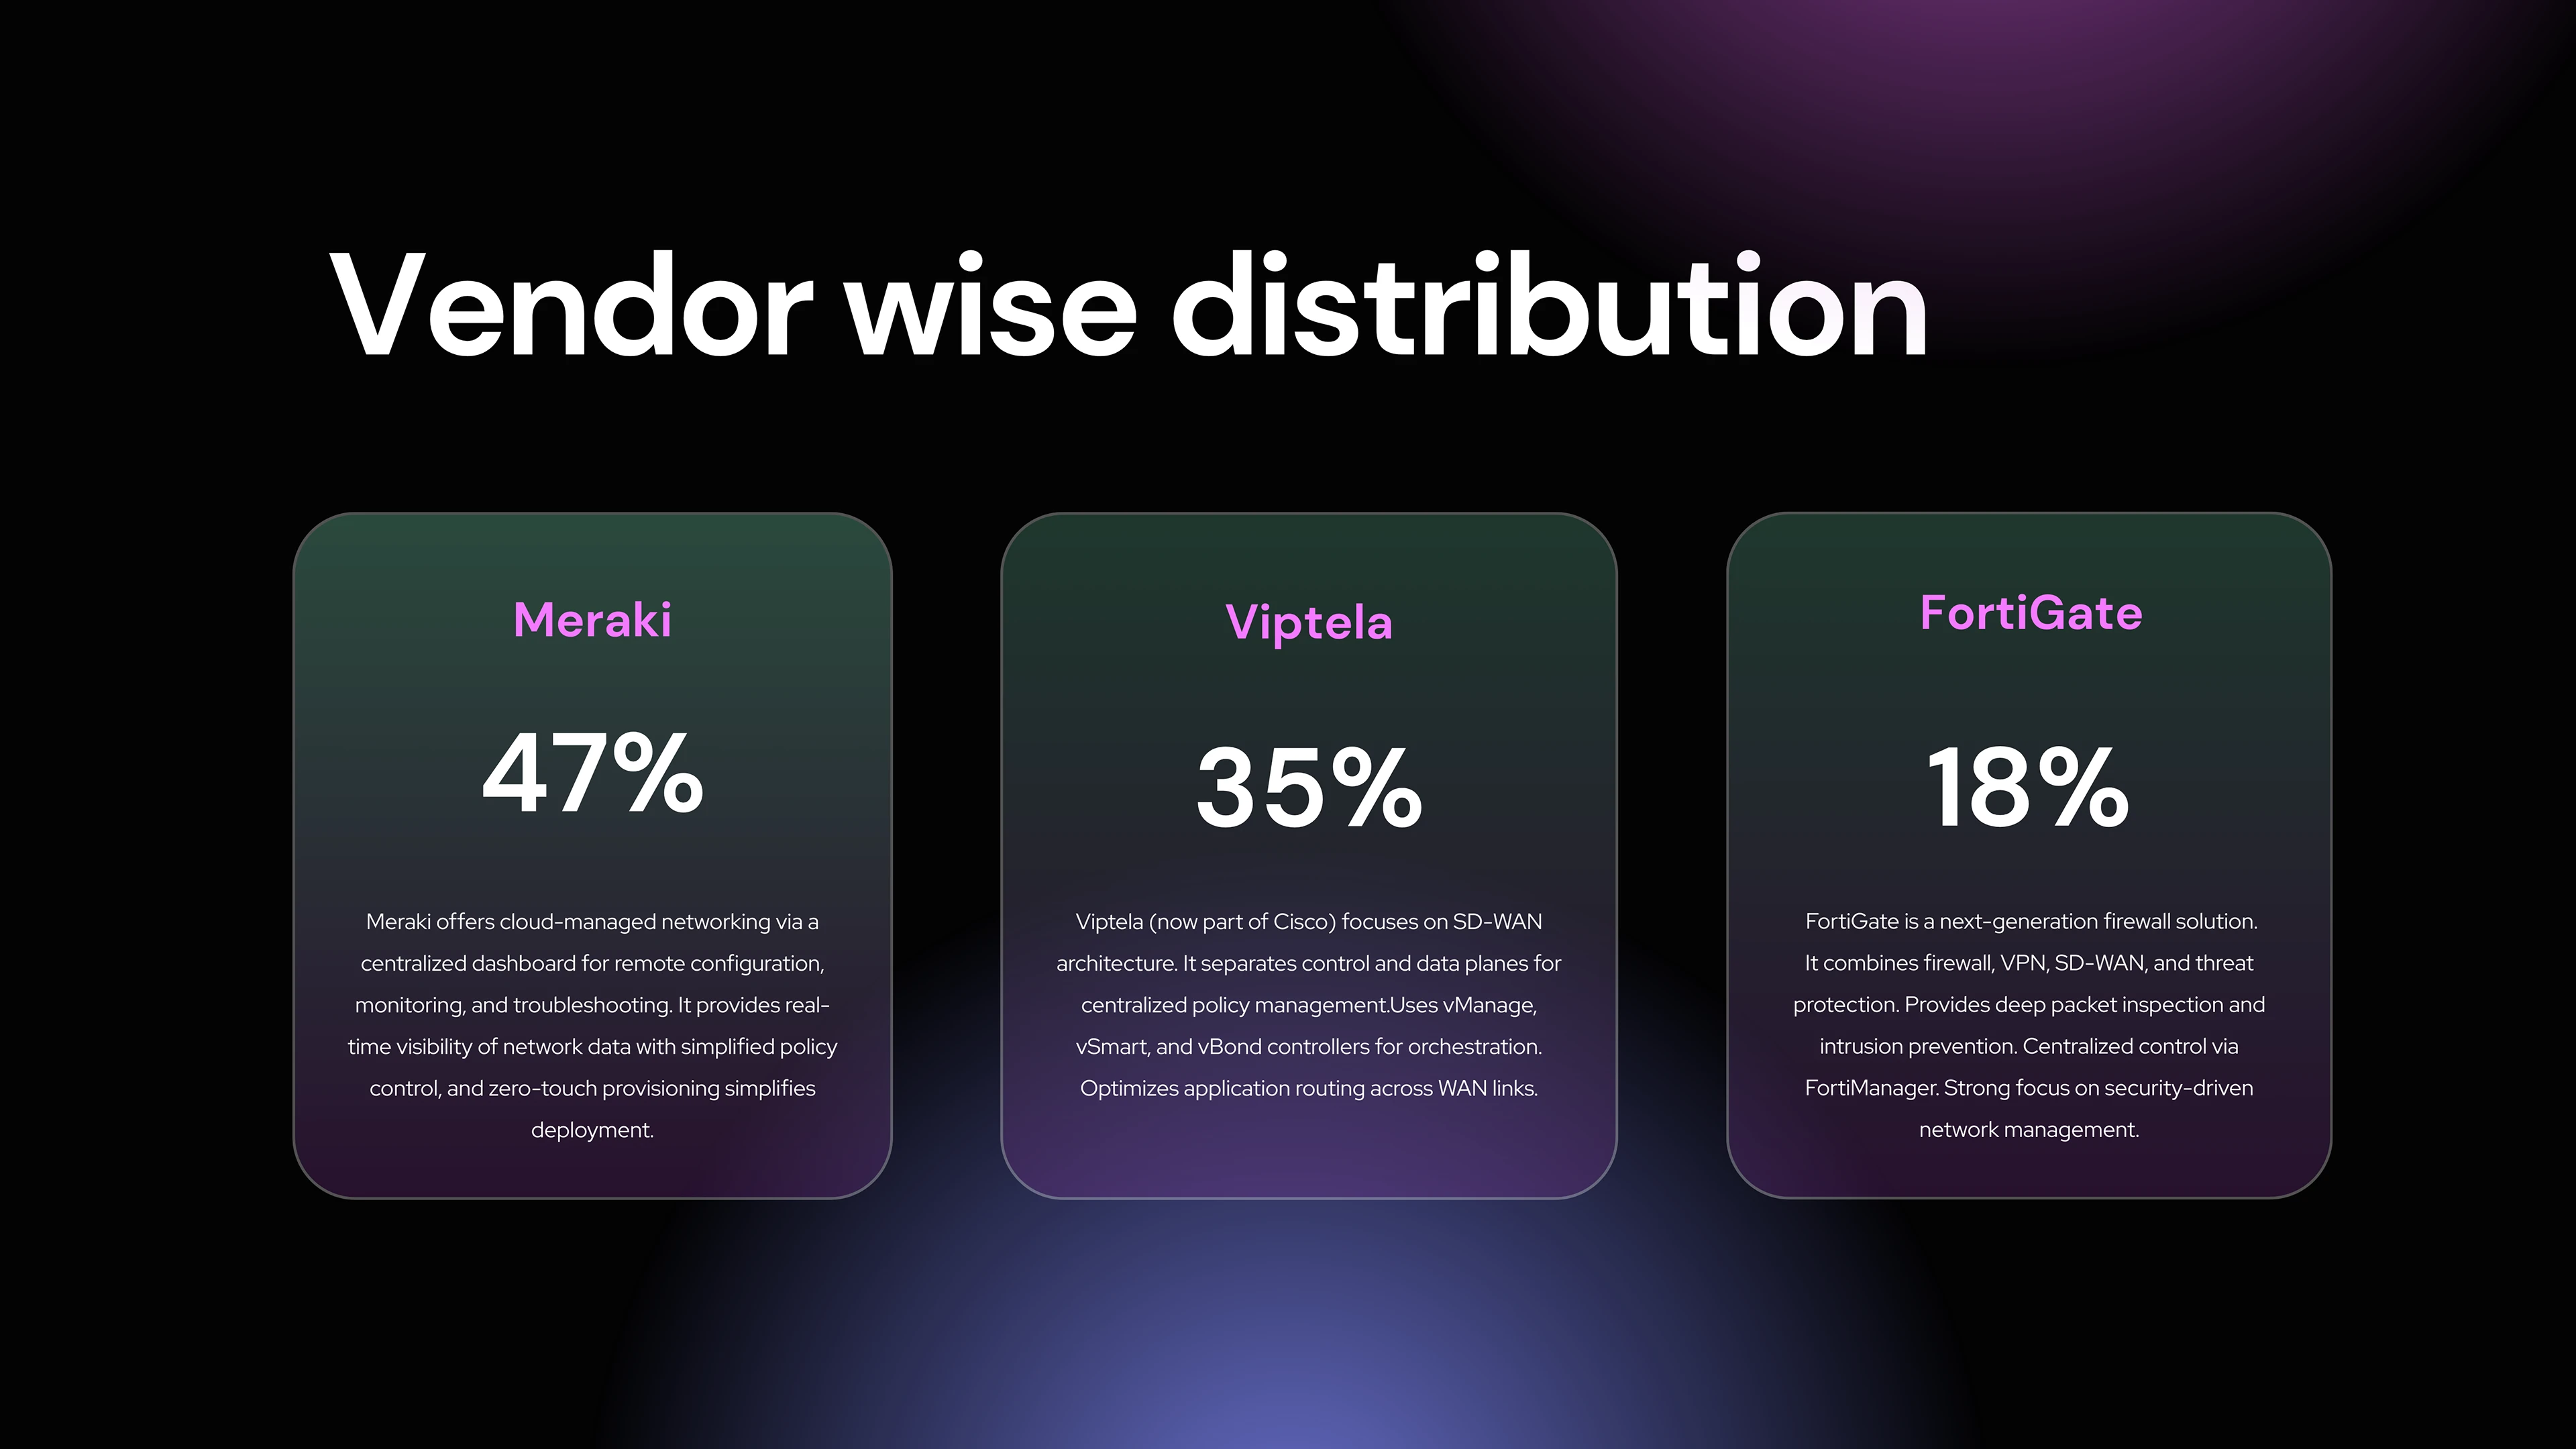 Vendor wise distribution
Meraki
47%
Meraki offers cloud-managed networking via a
centralized dashboard for remote configuration,
monitoring, and troubleshooting. It provides real-
time visibility of network data with simplified policy
control, and zero-touch provisioning simplifies
deployment.
Viptela
35%
Viptela (now part of Cisco) focuses on SD-WAN
architecture. It separates control and data planes for
centralized policy management.Uses vManage,
vSmart, and vBond controllers for orchestration.
Optimizes application routing across WAN links.
FortiGate
18%
FortiGate is a next-generation firewall solution.
It combines firewall, VPN, SD-WAN, and threat
protection. Provides deep packet inspection and
intrusion prevention. Centralized control via
FortiManager. Strong focus on security-driven
network management.